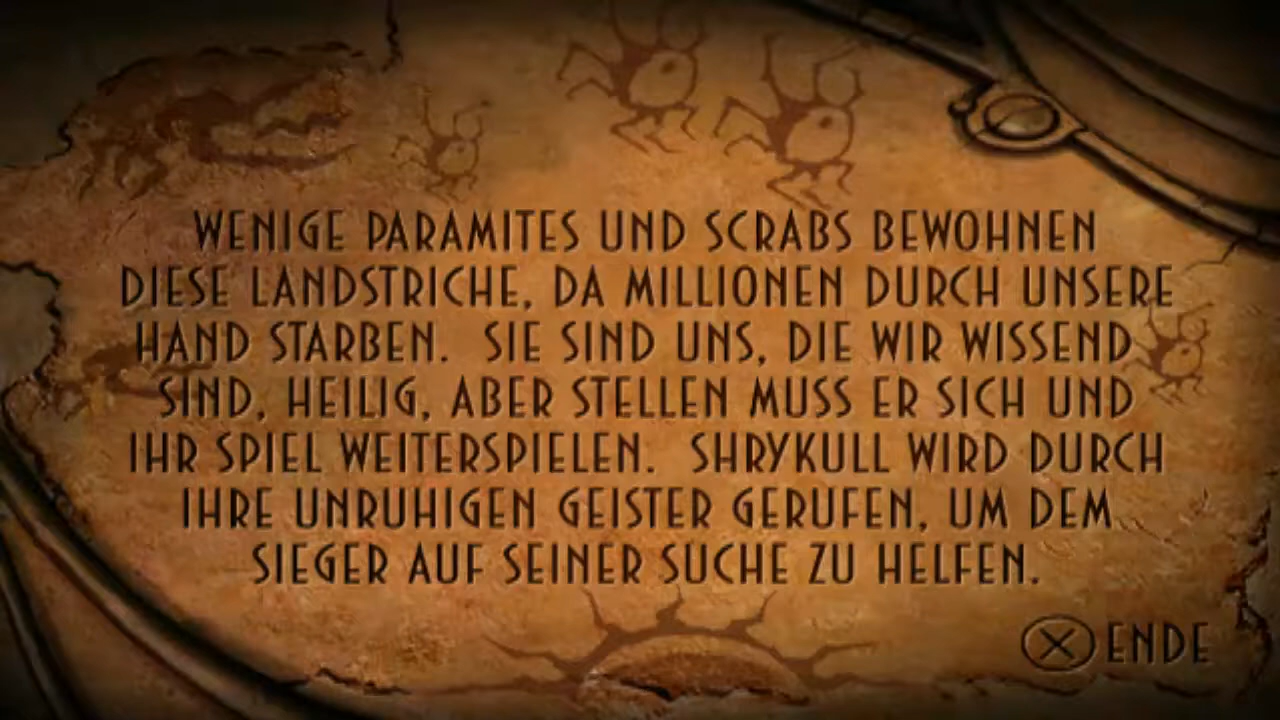 WENIGE PARAMITES UND SCRABS BEWOHNEN
DIESE LANDSTRICHE, DA MILLIONEN DURCH UNSERE
HAND STARBEN. SIE SIND UNS, DIE WIR WISSEND
SIND, HEILIG, ABER STELLEN MUSS ER SICH UND
IHR SPIEL WEITERSPIELEN. SHRYKULL WIRD DURCH
IHRE UNRUHIGEN GEISTER GERUFEN, UM DEM
SIEGER AUF SEINER SUCHE ZU HELFEN.
ENDE